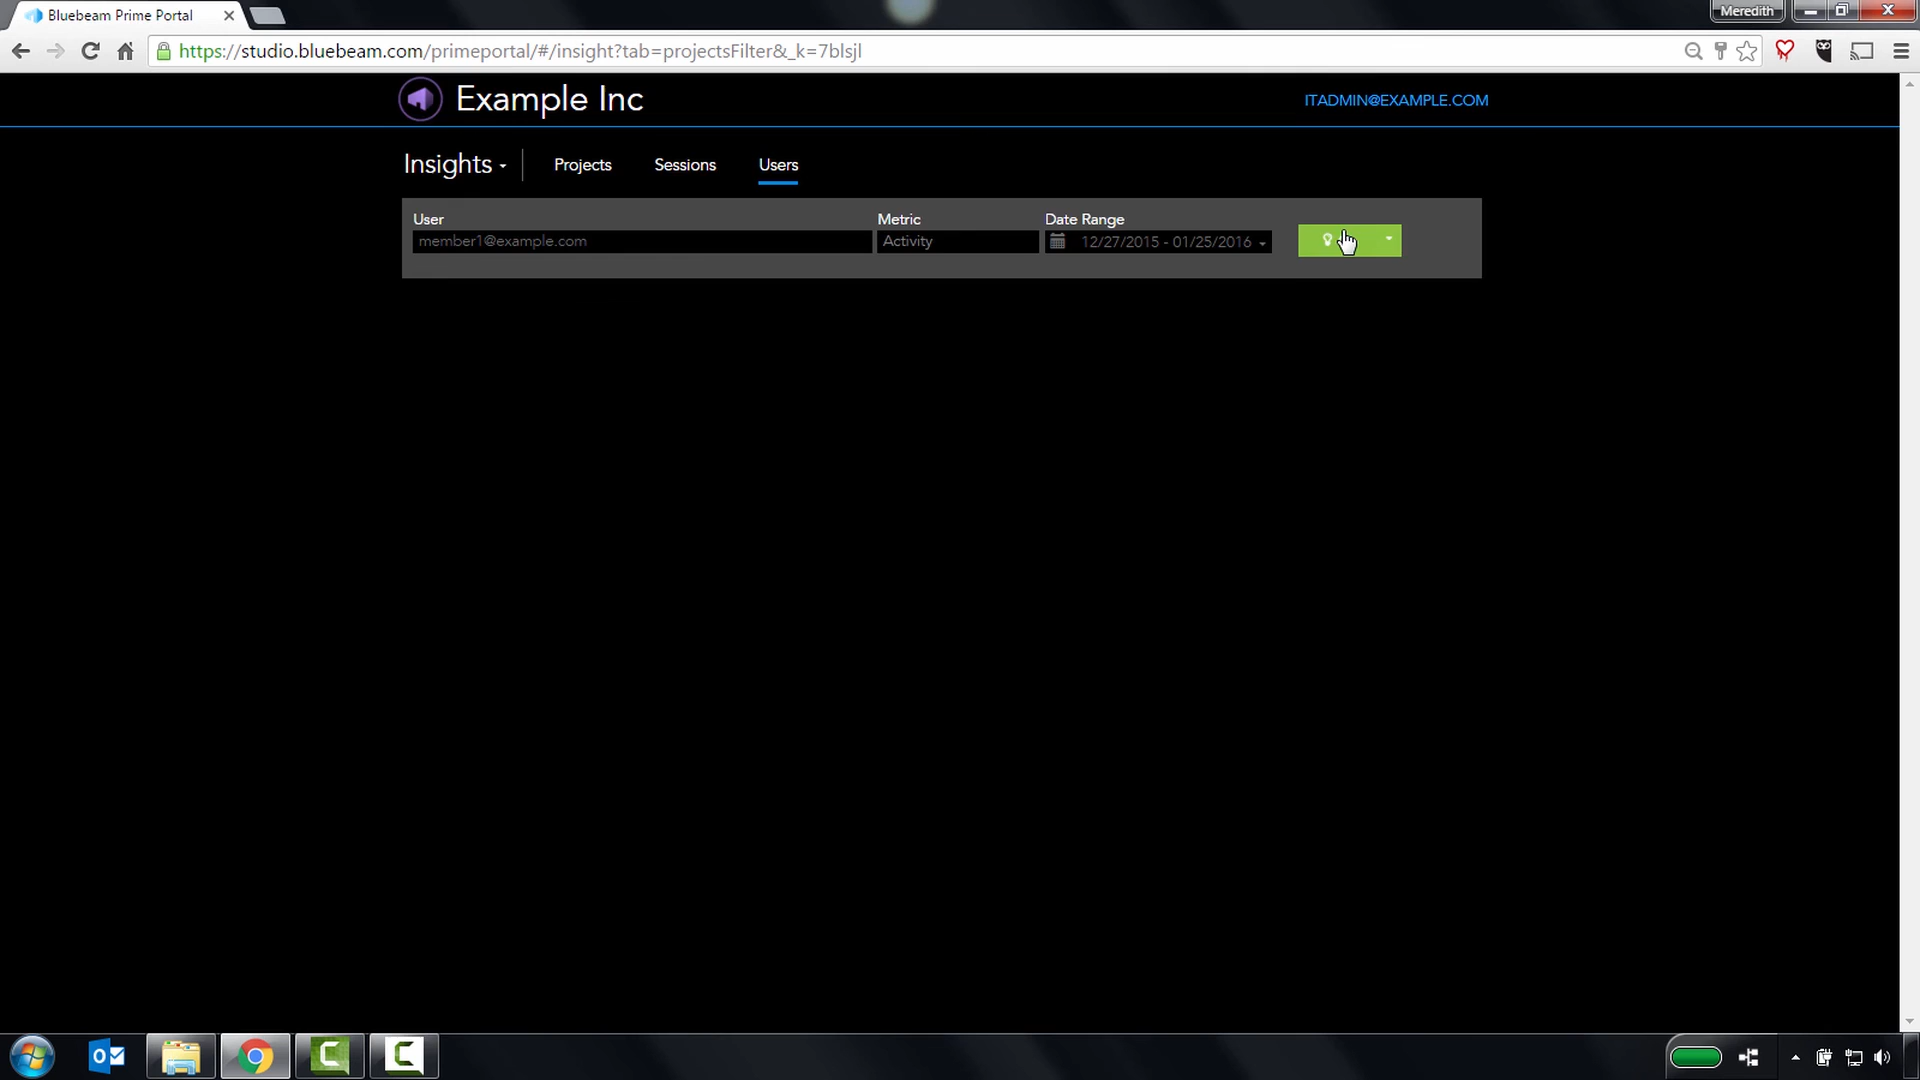 Bluebeam Prime Portal
Meredith
https://studio.bluebeam.com/primeportal/#/insight?tab=projectsFilter&_k=7blsjl
Example Inc
ITADMIN@EXAMPLE.COM
Insights
Projects
Sessions
Users
User
Metric
Date Range
member1@example.com
Activity
12/27/2015 - 01/25/2016